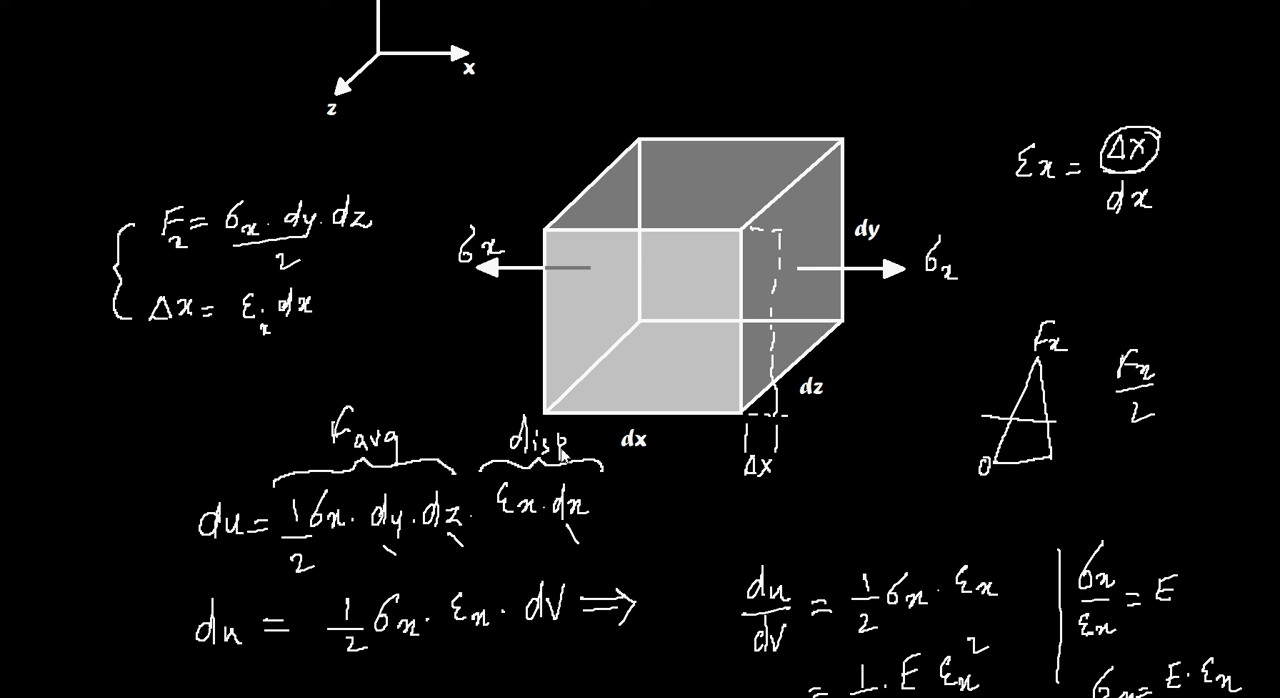 x
z
εx = Δx/dx
Fx = σx · dy · dz / 2
Δx = εx · dx
σx
dy
σx
dz
dx
Δx
Fx
Fx/2
0
Favg
disp
du = 1/2 σx · dy · dz · εx · dx
du = 1/2 σx · εx · dV ⟹
du/dV = 1/2 σx · εx
σx/εx = E
= 1 · E εx²
σx = E · εx